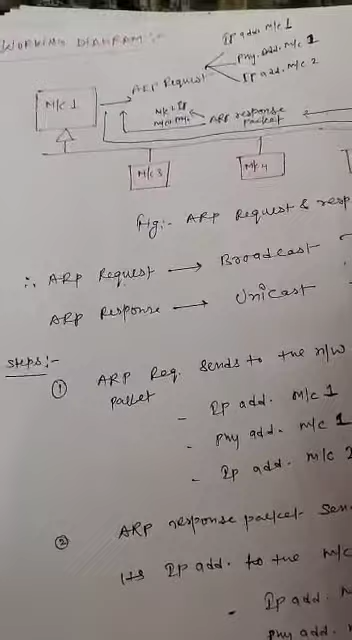 WORKING DIAGRAM :-
IP add. M/c 1
Phy. add. M/c 1
IP add. M/c 2
ARP Request
M/c 1
ARP response
packet
M/c 3
M/c 4
Fig:- ARP Request & resp
∴ ARP Request → Broadcast
ARP Response → Unicast
Steps:-
① ARP Req. sends to the n/w
packet
- Ip add. M/c 1
- Phy add. M/c 1
- Ip add. M/c 2
② ARP response packet sen
its Ip add. to the M/c
- Ip add.
Phy add.